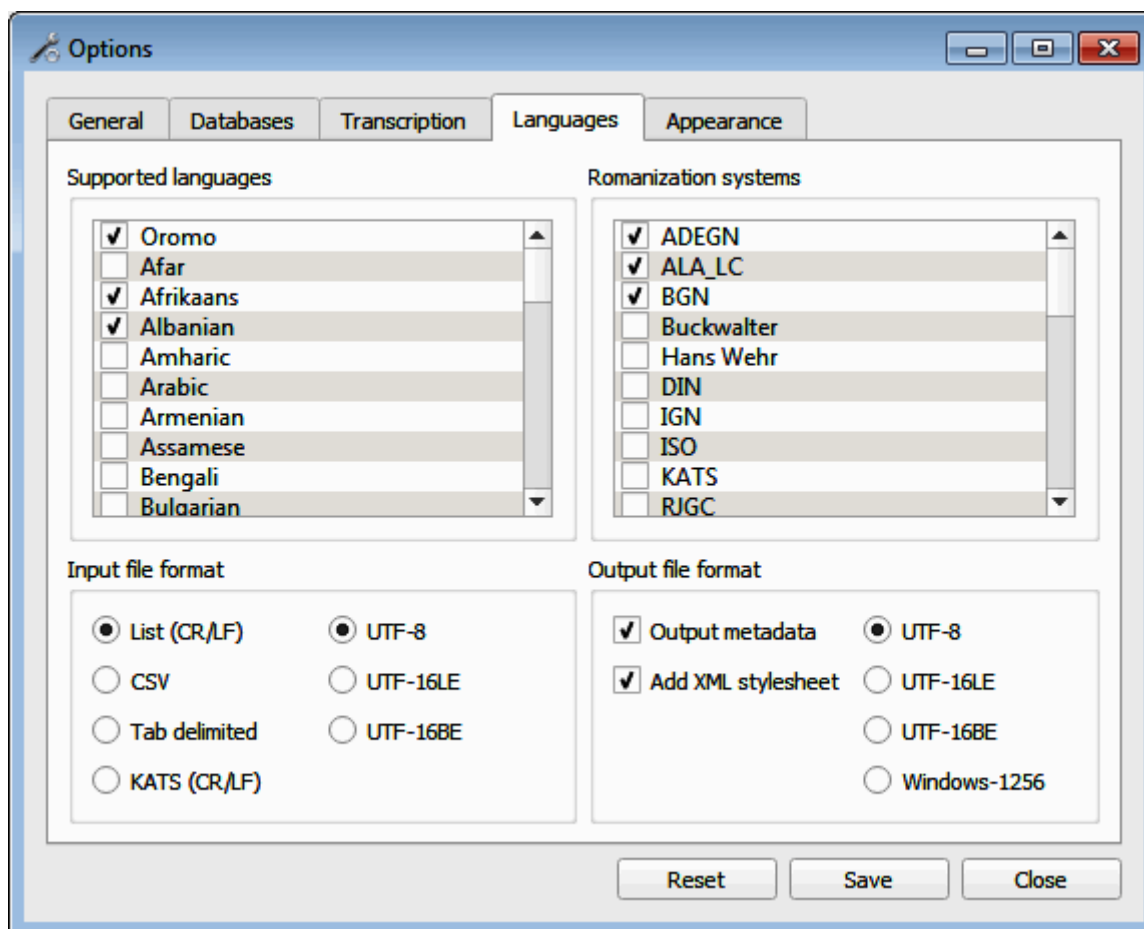 Options
General Databases Transcription Languages Appearance
Supported languages
Oromo
Afar
Afrikaans
Albanian
Amharic
Arabic
Armenian
Assamese
Bengali
Bulgarian
Romanization systems
ADEGN
ALA_LC
BGN
Buckwalter
Hans Wehr
DIN
IGN
ISO
KATS
RJGC
Input file format
List (CR/LF) UTF-8
CSV UTF-16LE
Tab delimited UTF-16BE
KATS (CR/LF)
Output file format
Output metadata UTF-8
Add XML stylesheet UTF-16LE
UTF-16BE
Windows-1256
Reset Save Close